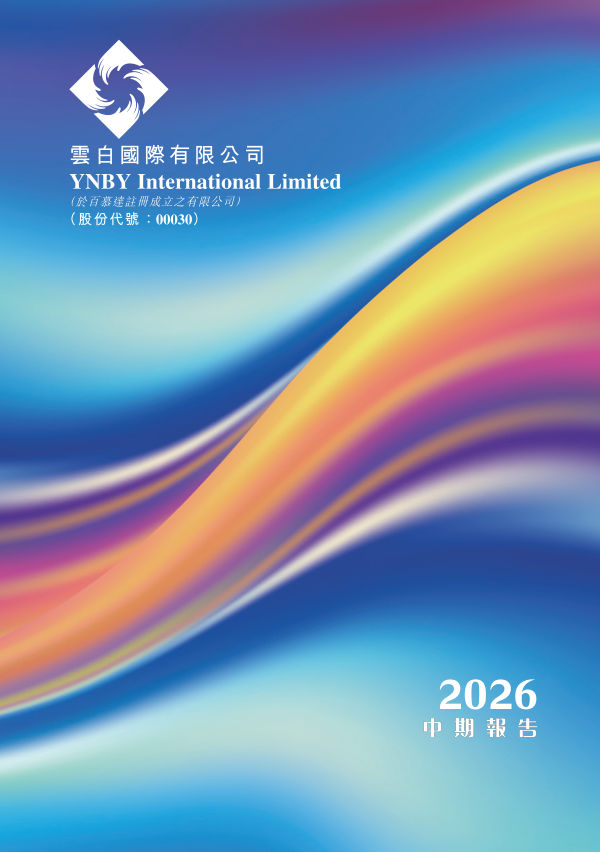 雲白國際有限公司
YNBY International Limited
(於百慕達註冊成立之有限公司)
(股份代號：00030)
2026
中期報告